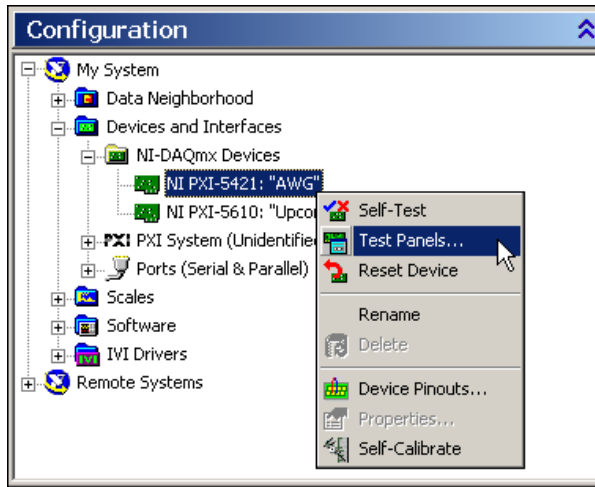 Configuration
My System
Data Neighborhood
Devices and Interfaces
NI-DAQmx Devices
NI PXI-5421: "AWG"
NI PXI-5610: "Upcor
PXI PXI System (Unidentifie
Ports (Serial & Parallel)
Scales
Software
IVI IVI Drivers
Remote Systems
Self-Test
Test Panels...
Reset Device
Rename
Delete
Device Pinouts...
Properties...
Self-Calibrate